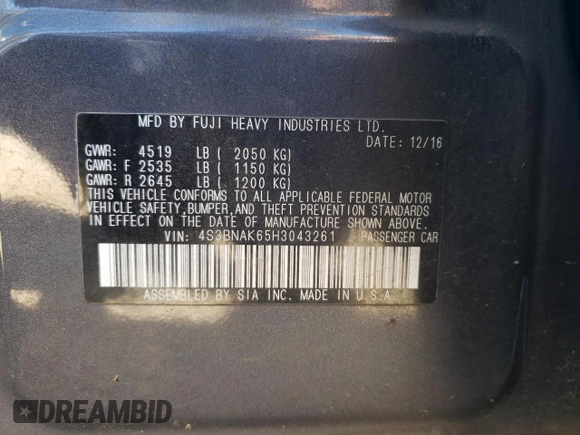 MFD BY FUJI HEAVY INDUSTRIES LTD.
DATE: 12/16
GVWR: 4519 LB ( 2050 KG)
GAWR: F 2535 LB ( 1150 KG)
GAWR: R 2645 LB ( 1200 KG)
THIS VEHICLE CONFORMS TO ALL APPLICABLE FEDERAL MOTOR
VEHICLE SAFETY,BUMPER,AND THEFT PREVENTION STANDARDS
IN EFFECT ON THE DATE OF MANUFACTURE SHOWN ABOVE.
VIN: 4S3BNAK65H3043261 PASSENGER CAR
ASSEMBLED BY SIA INC. MADE IN U.S.A.
DREAMBID